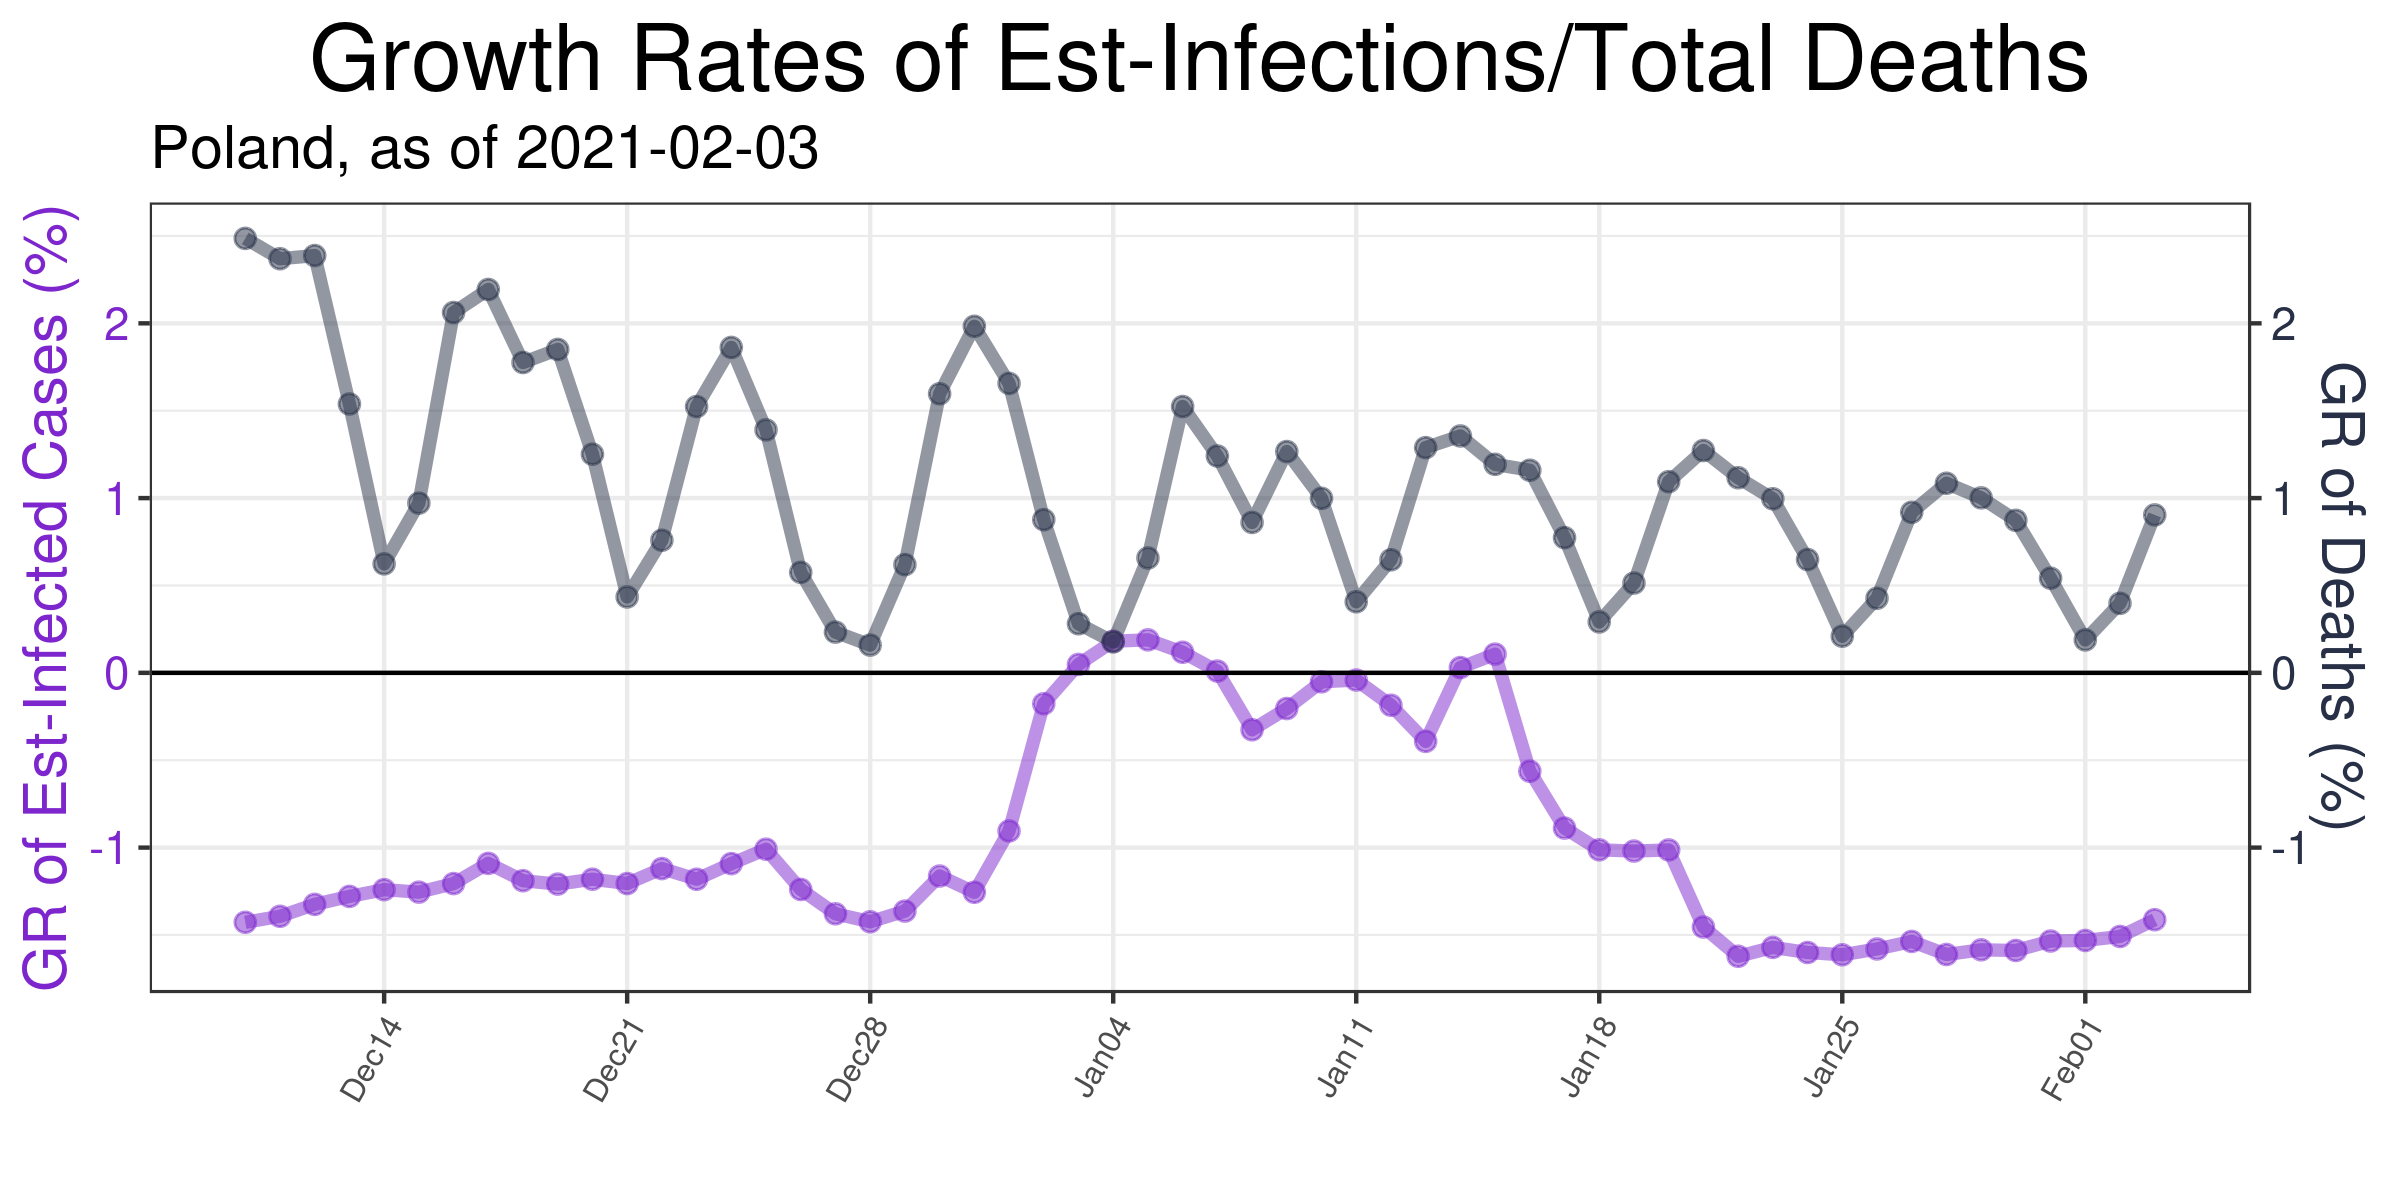 Growth Rates of Est-Infections/Total Deaths
Poland, as of 2021-02-03
GR of Est-Infected Cases (%)
2
1
0
-1
2
1
0
-1
GR of Deaths (%)
Dec14
Dec21
Dec28
Jan04
Jan11
Jan18
Jan25
Feb01